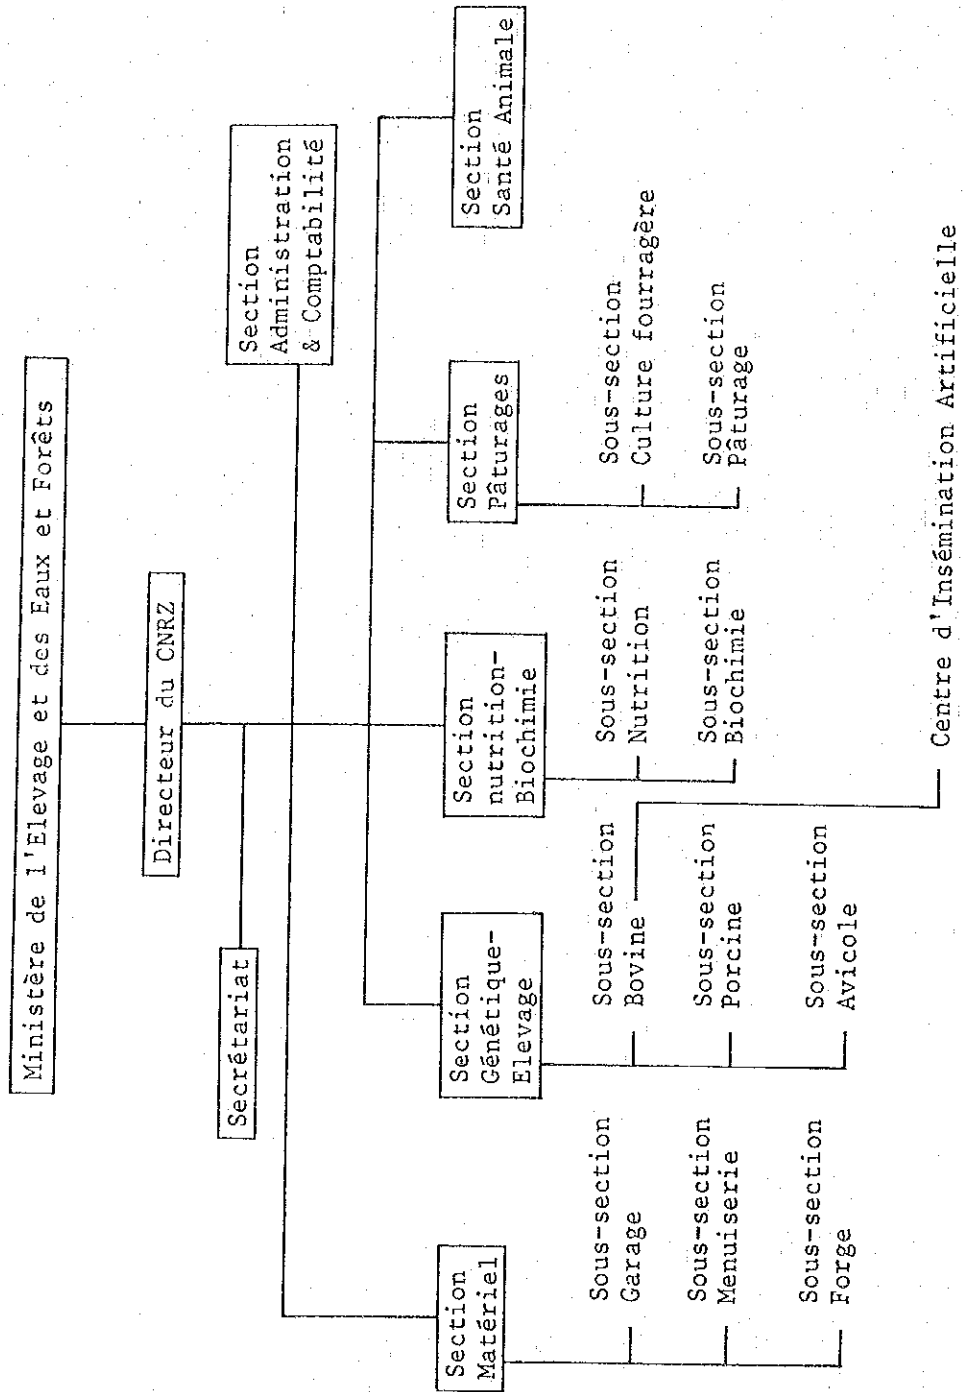 Ministère de l'Elevage et des Eaux et Forêts
Directeur du CNRZ
Secrétariat
Section
Administration
& Comptabilité
Section
Matériel
Sous-section
Garage
Sous-section
Menuiserie
Sous-section
Forge
Section
Génétique-
Elevage
Sous-section
Bovine
Sous-section
Porcine
Sous-section
Avicole
Section
nutrition-
Biochimie
Sous-section
Nutrition
Sous-section
Biochimie
Section
Pâturages
Sous-section
Culture fourragère
Sous-section
Pâturage
Section
Santé Animale
Centre d'Insémination Artificielle